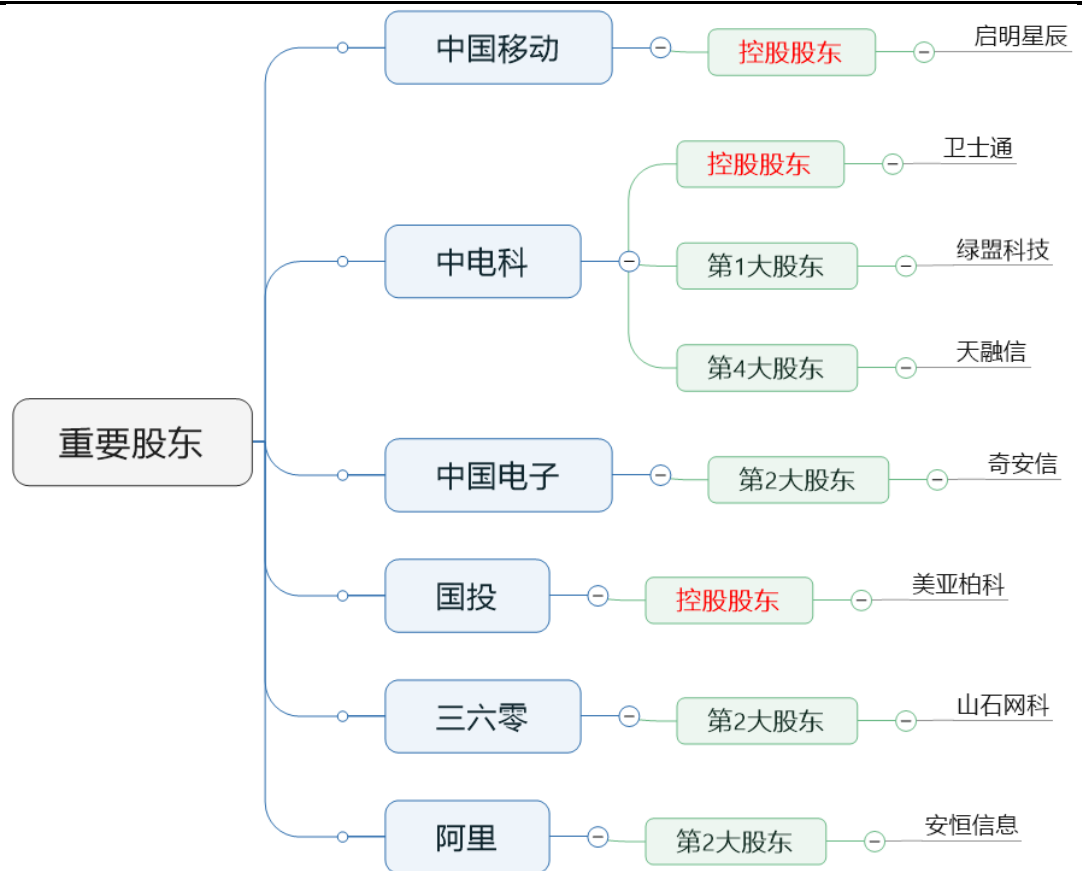 重要股东
中国移动
控股股东
启明星辰
中电科
控股股东
卫士通
第1大股东
绿盟科技
第4大股东
天融信
中国电子
第2大股东
奇安信
国投
控股股东
美亚柏科
三六零
第2大股东
山石网科
阿里
第2大股东
安恒信息